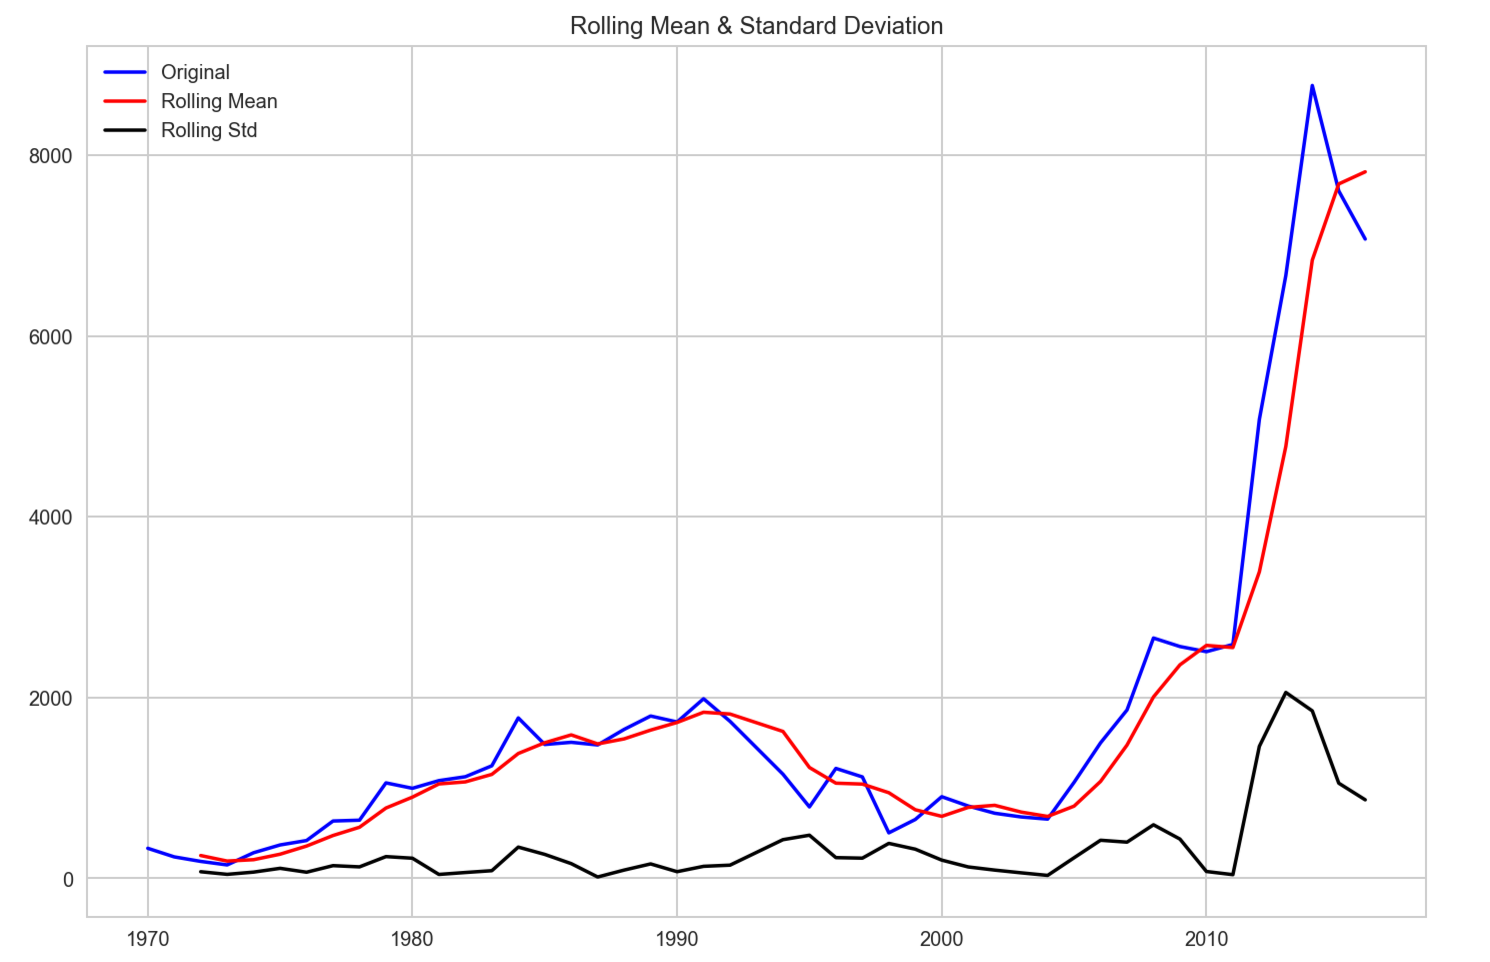 Rolling Mean & Standard Deviation
Original
Rolling Mean
Rolling Std
8000
6000
4000
2000
0
1970 1980 1990 2000 2010